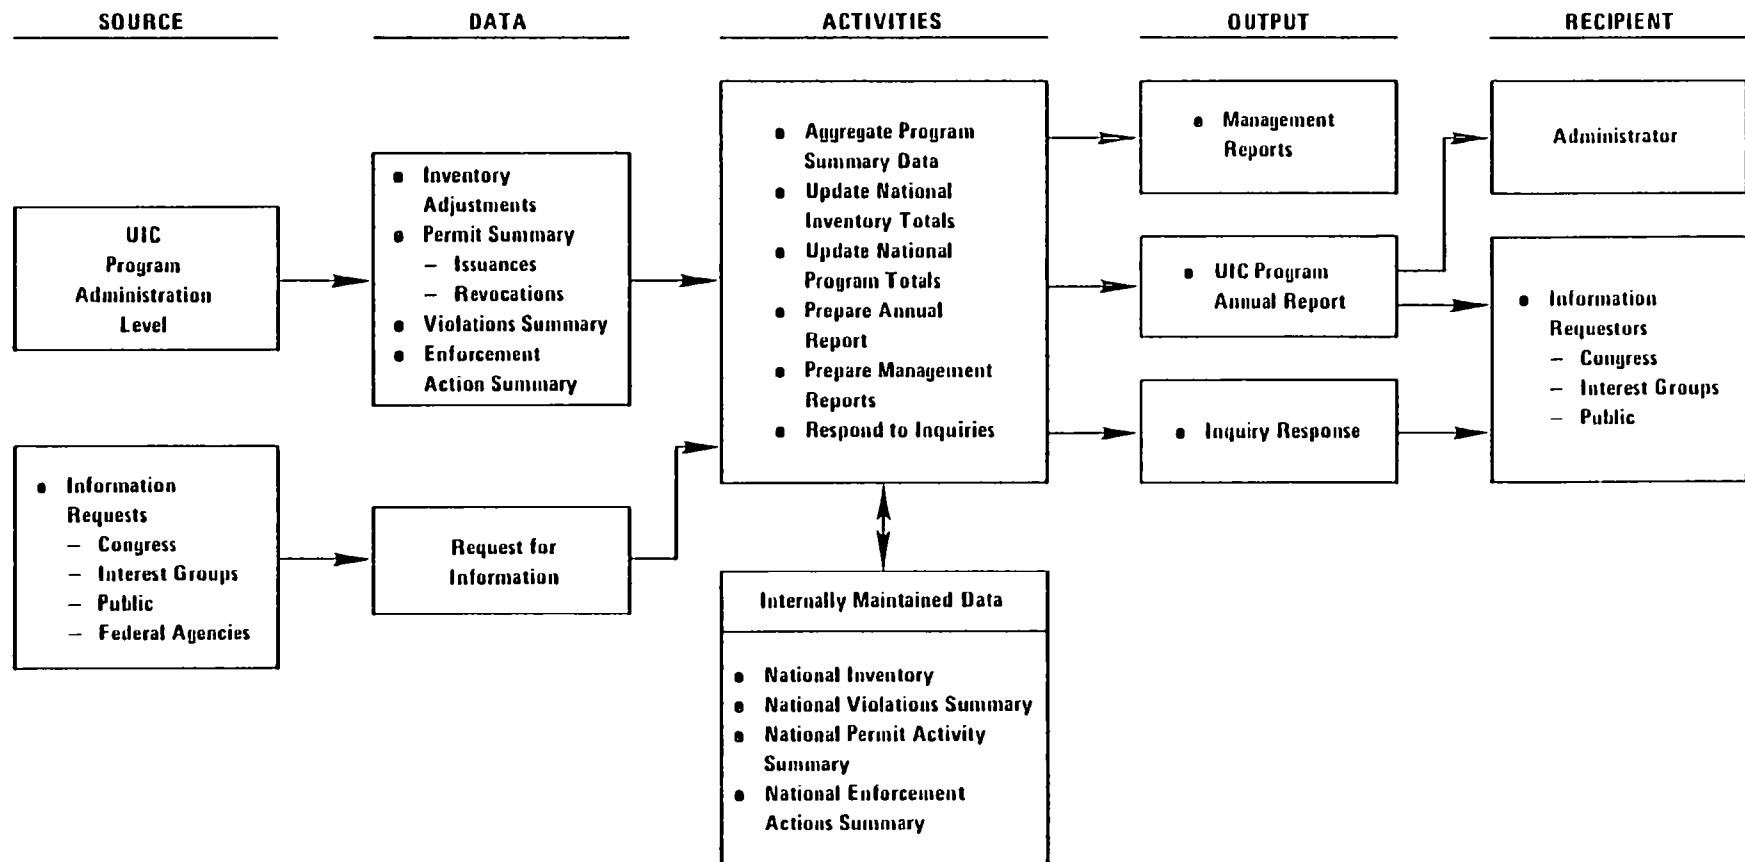 SOURCE
DATA
ACTIVITIES
OUTPUT
RECIPIENT
UIC
Program
Administration
Level
● Information
Requests
– Congress
– Interest Groups
– Public
– Federal Agencies
● Inventory
Adjustments
● Permit Summary
– Issuances
– Revocations
● Violations Summary
● Enforcement
Action Summary
Request for
Information
● Aggregate Program
Summary Data
● Update National
Inventory Totals
● Update National
Program Totals
● Prepare Annual
Report
● Prepare Management
Reports
● Respond to Inquiries
Internally Maintained Data
● National Inventory
● National Violations Summary
● National Permit Activity
Summary
● National Enforcement
Actions Summary
● Management
Reports
● UIC Program
Annual Report
● Inquiry Response
Administrator
● Information
Requestors
– Congress
– Interest Groups
– Public